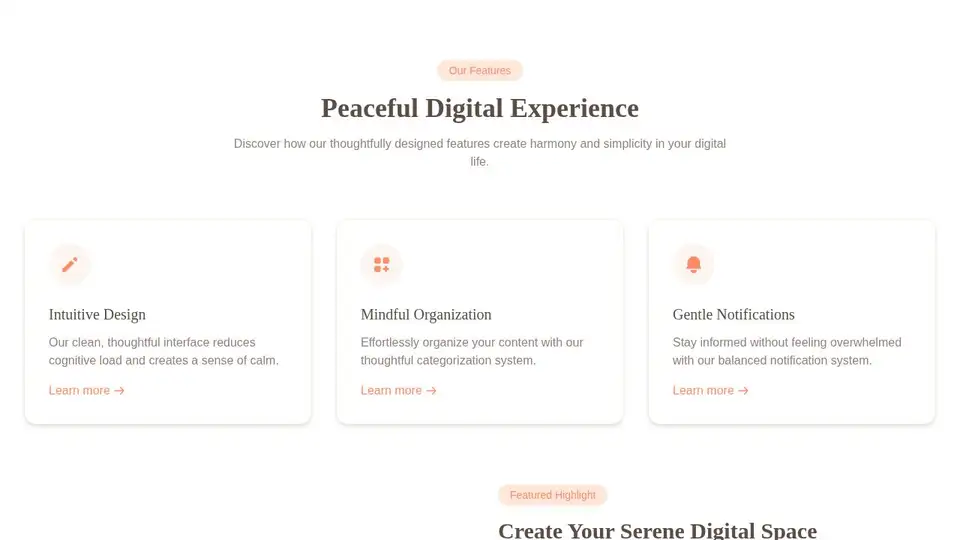 Our Features
Peaceful Digital Experience
Discover how our thoughtfully designed features create harmony and simplicity in your digital
life.
Intuitive Design
Our clean, thoughtful interface reduces
cognitive load and creates a sense of calm.
Learn more →
Mindful Organization
Effortlessly organize your content with our
thoughtful categorization system.
Learn more →
Gentle Notifications
Stay informed without feeling overwhelmed
with our balanced notification system.
Learn more →
Featured Highlight
Create Your Serene Digital Space